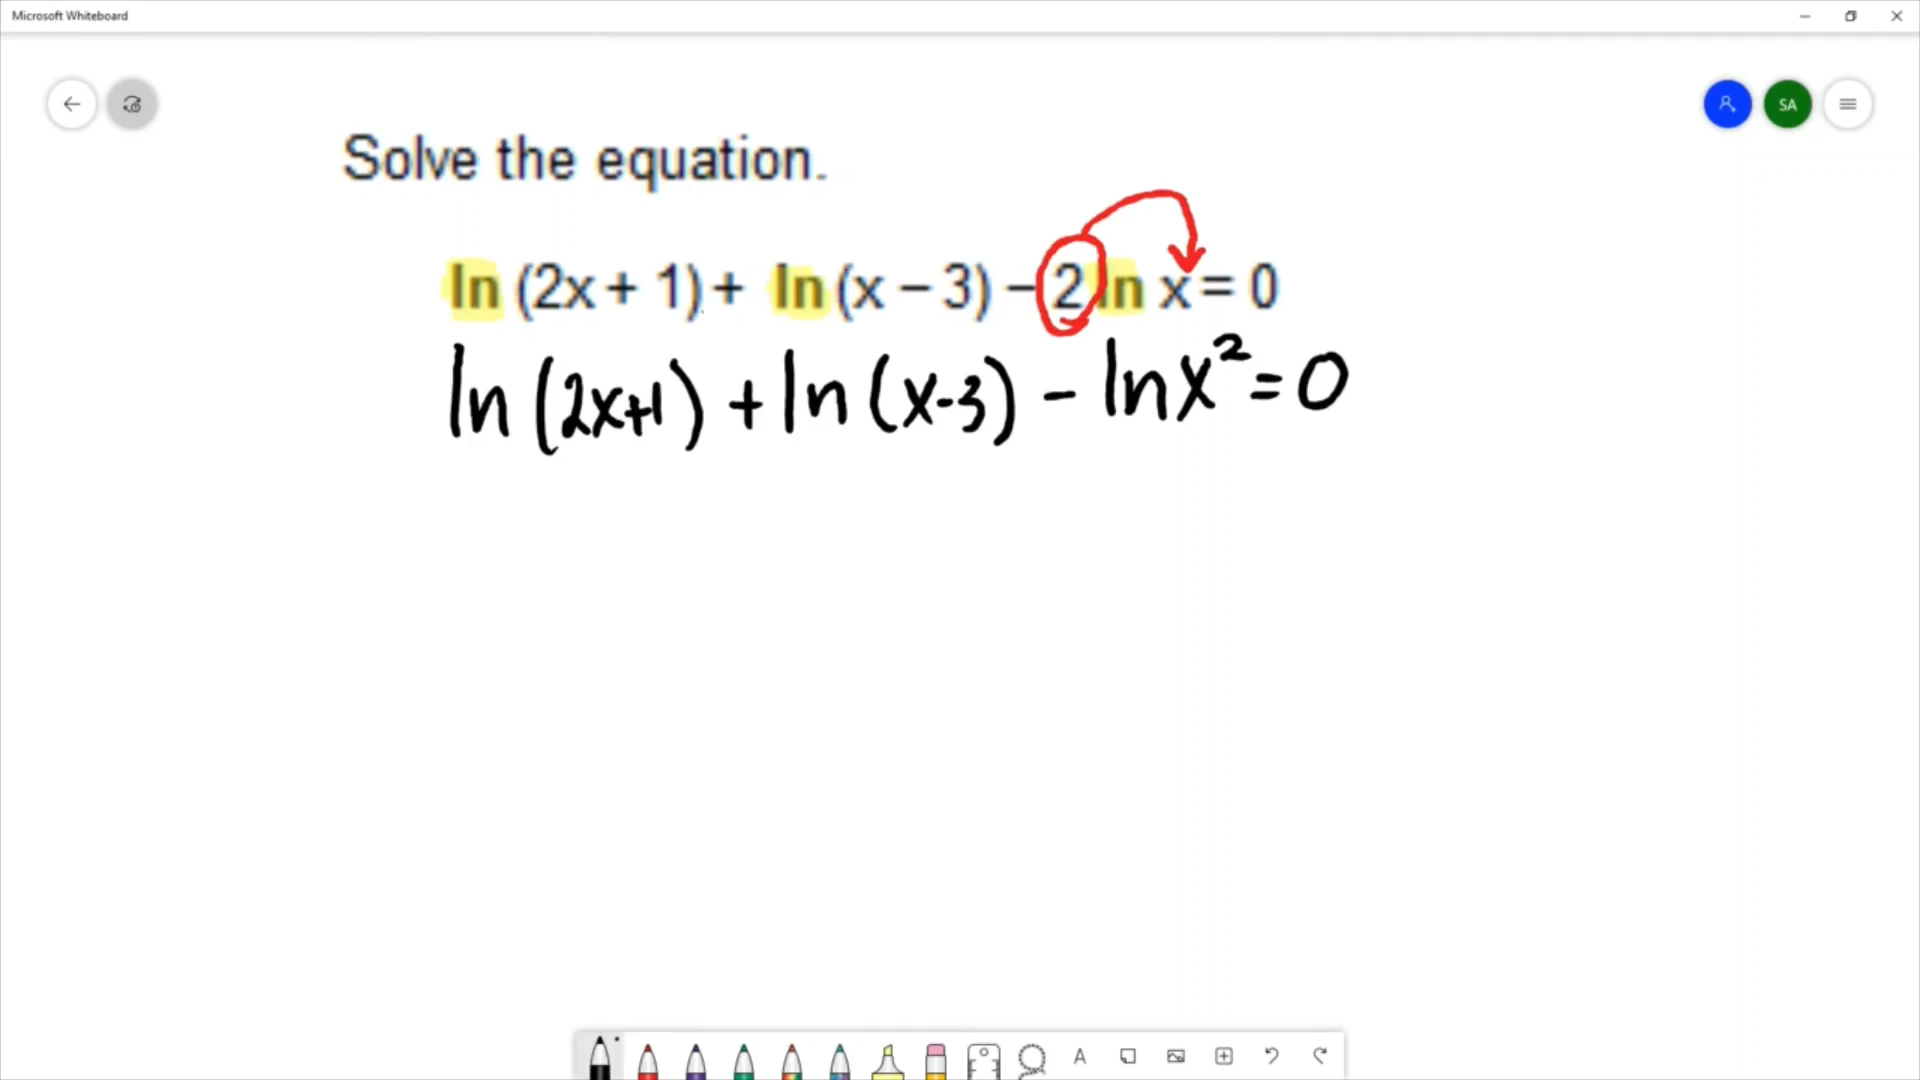 Microsoft Whiteboard
SA
Solve the equation.
ln (2x + 1) + ln (x − 3) − 2 ln x = 0
ln (2x+1) + ln (x-3) - ln x² = 0
A